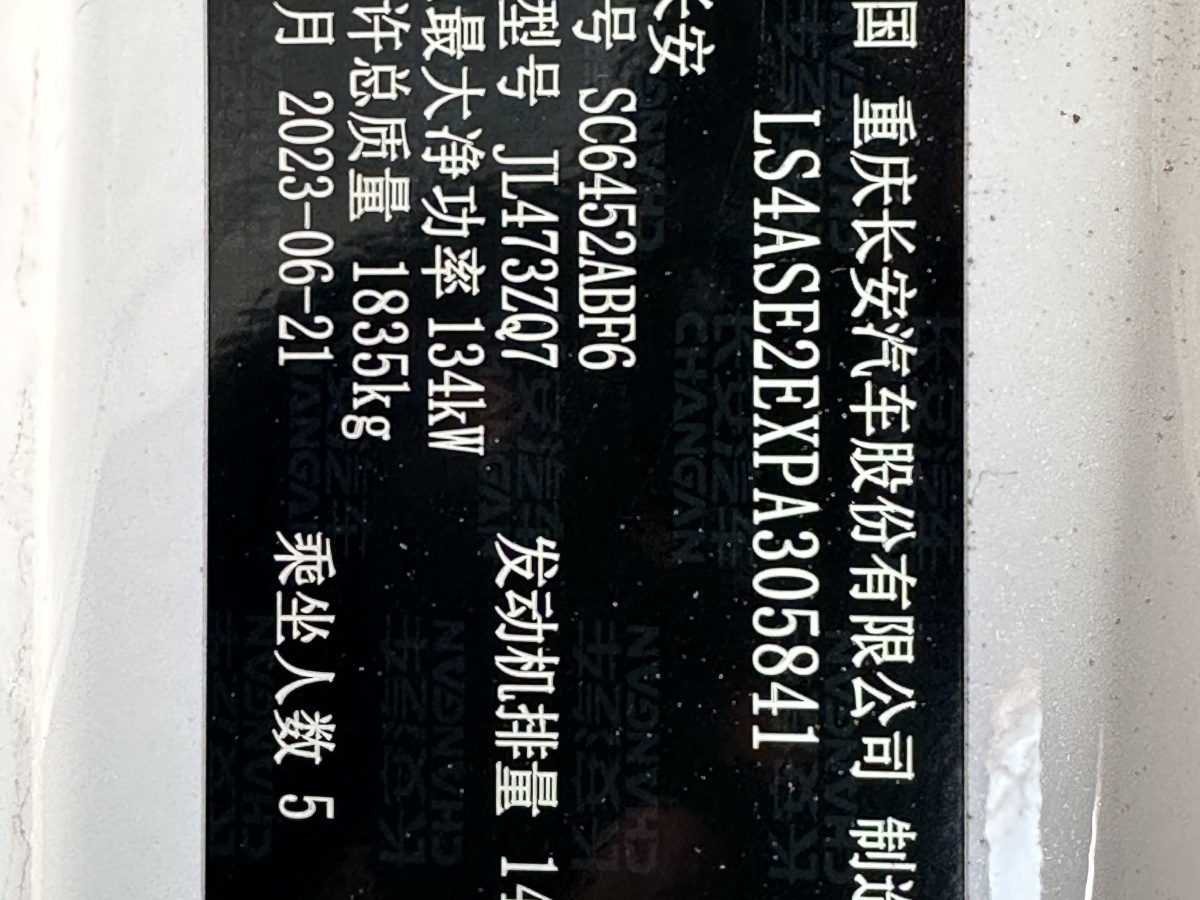 国 重庆长安汽车股份有限公司 制造
LS4ASE2EXPA305841
长安
号 SC6452ABF6
型号 JL473ZQ7 发动机排量 14
最大净功率 134kW
许总质量 1835kg
月 2023-06-21 乘坐人数 5